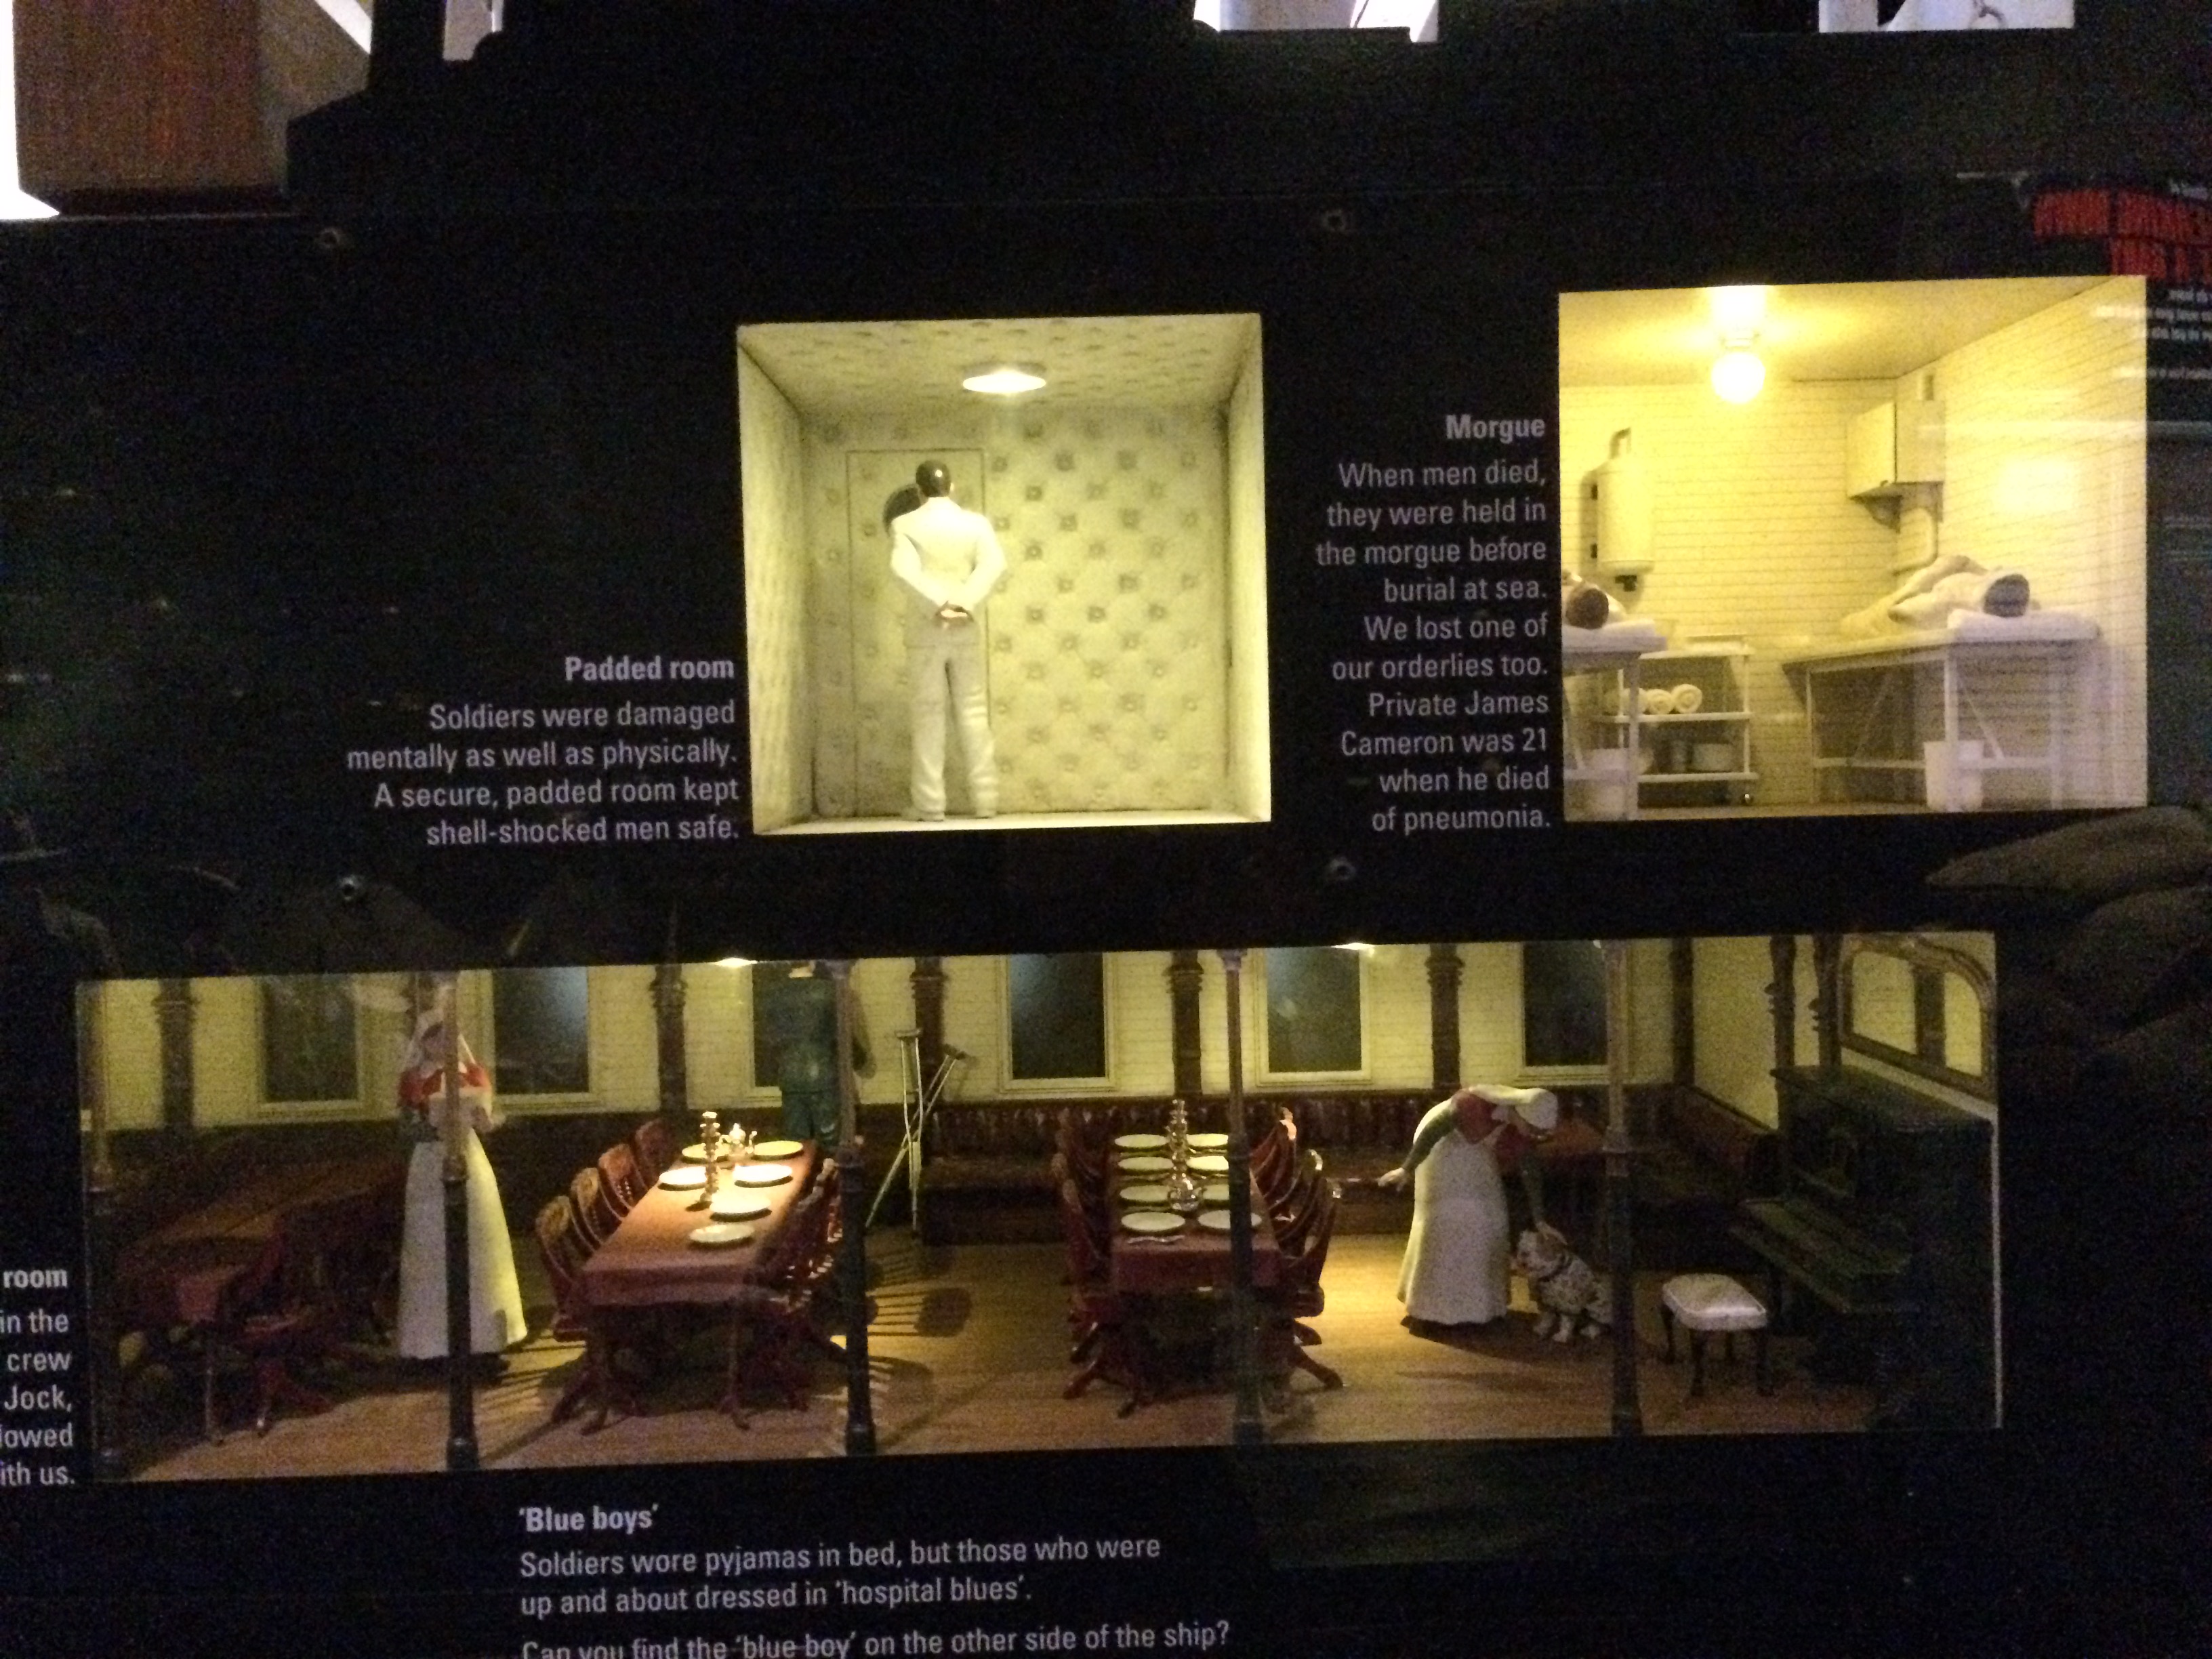 Padded room
Soldiers were damaged
mentally as well as physically.
A secure, padded room kept
shell-shocked men safe.
Morgue
When men died,
they were held in
the morgue before
burial at sea.
We lost one of
our orderlies too.
Private James
Cameron was 21
when he died
of pneumonia.
room
in the
crew
Jock,
lowed
ith us.
'Blue boys'
Soldiers wore pyjamas in bed, but those who were
up and about dressed in 'hospital blues'.
Can you find the 'blue boy' on the other side of the ship?